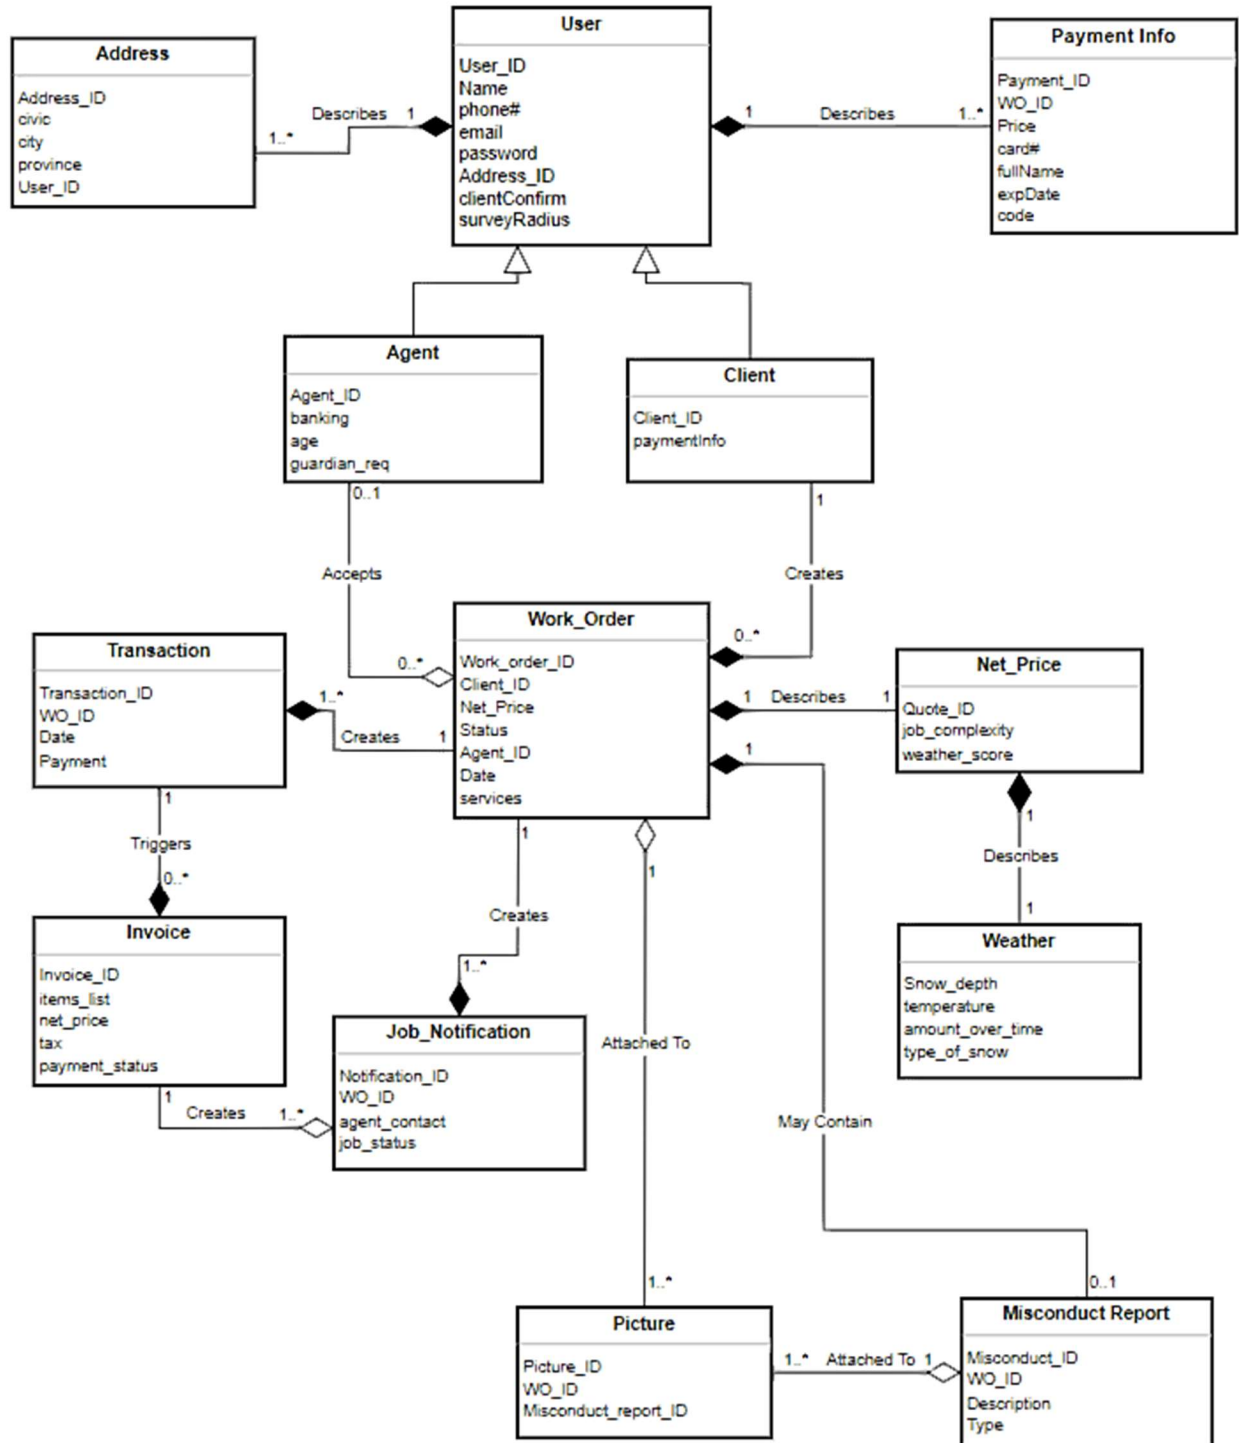 User
User_ID
Name
phone#
email
password
Address_ID
clientConfirm
surveyRadius
Address
Address_ID
civic
city
province
User_ID
Describes
1
1..*
Payment Info
Payment_ID
WO_ID
Price
card#
fullName
expDate
code
1
Describes
1..*
Agent
Agent_ID
banking
age
guardian_req
0..1
Accepts
0..*
Client
Client_ID
paymentInfo
1
Creates
0..*
Work_Order
Work_order_ID
Client_ID
Net_Price
Status
Agent_ID
Date
services
Transaction
Transaction_ID
WO_ID
Date
Payment
1..*
Creates
1
1
Describes
1
Net_Price
Quote_ID
job_complexity
weather_score
1
Describes
1
Weather
Snow_depth
temperature
amount_over_time
type_of_snow
1
Triggers
0..*
Invoice
Invoice_ID
items_list
net_price
tax
payment_status
1
Creates
1..*
1
Creates
1..*
Job_Notification
Notification_ID
WO_ID
agent_contact
job_status
1
Attached To
1..*
1
May Contain
0..1
Picture
Picture_ID
WO_ID
Misconduct_report_ID
1..*
Attached To
1
Misconduct Report
Misconduct_ID
WO_ID
Description
Type